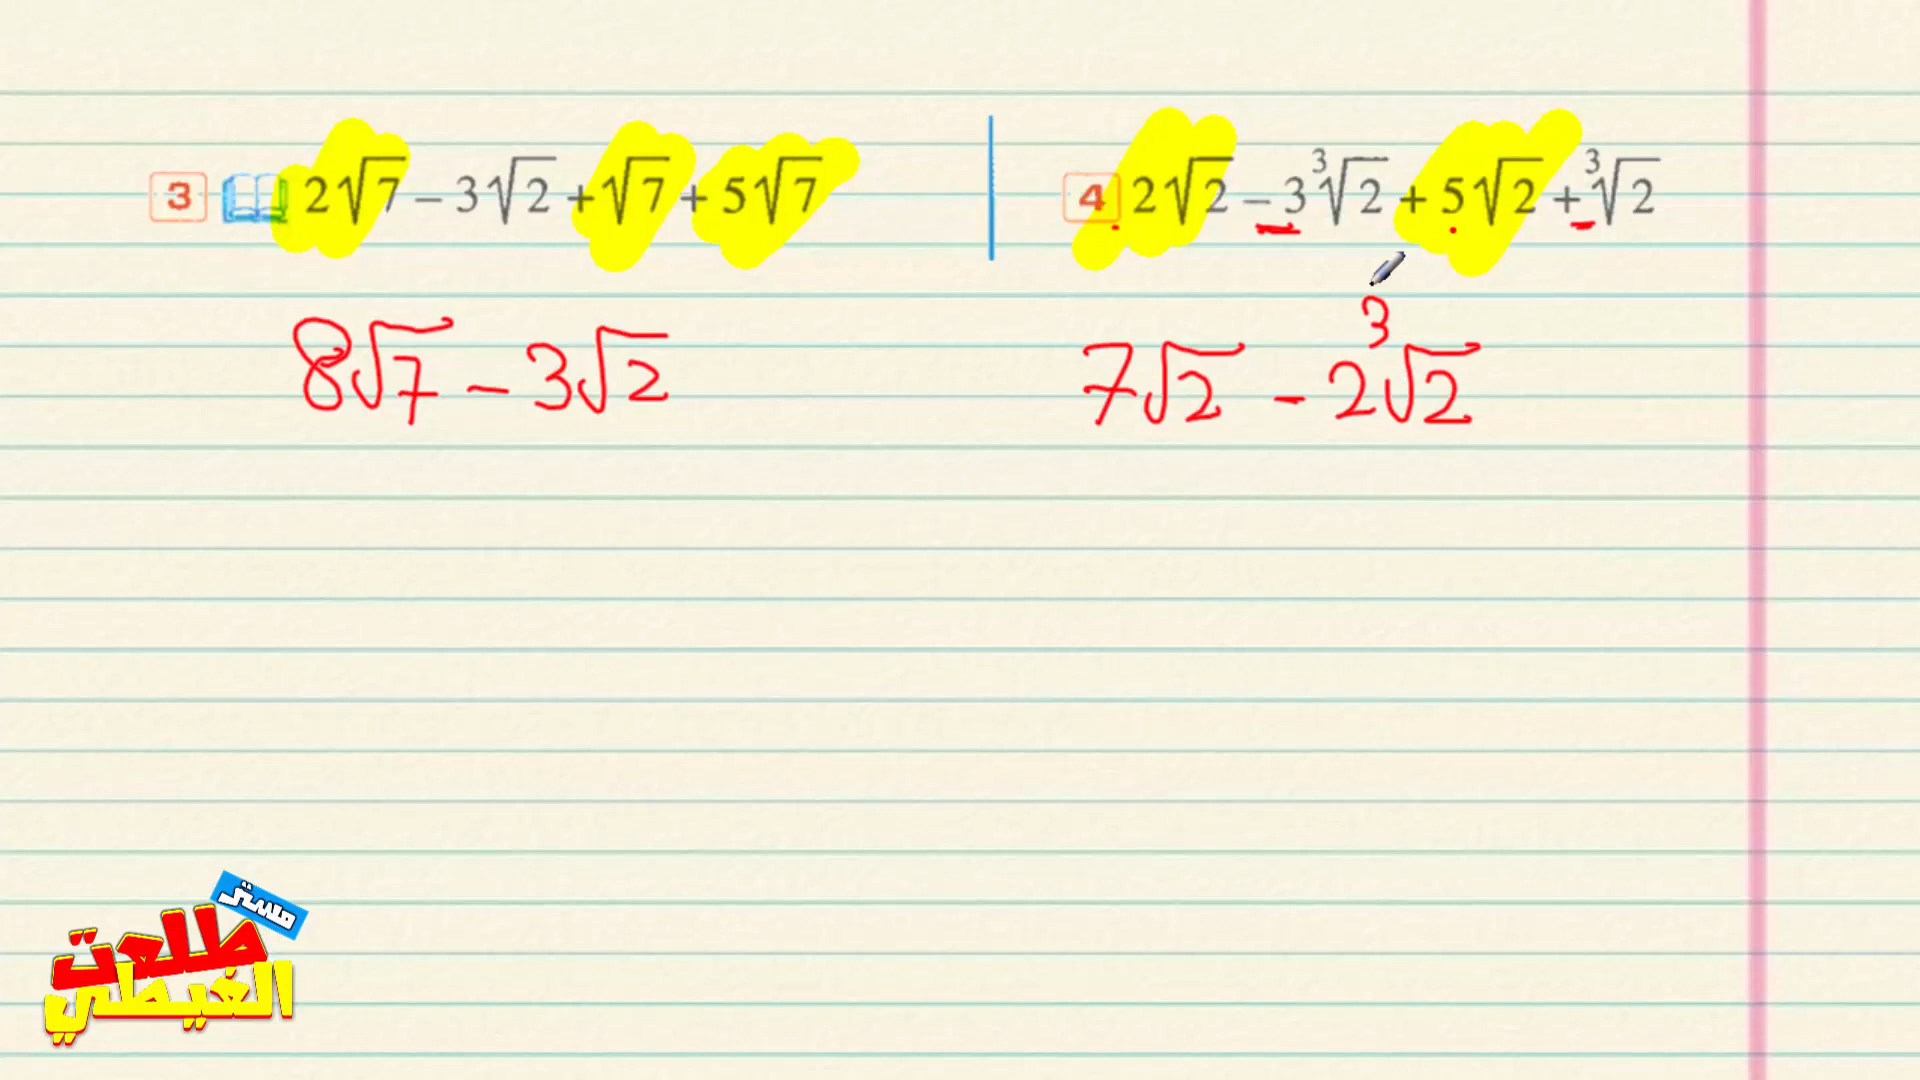 3 2√7 – 3√2 + √7 + 5√7
4 2√2 – 3∛2 + 5√2 + ∛2
8√7 – 3√2
7√2 – 2∛2
مستر
طلعت
الغيطي